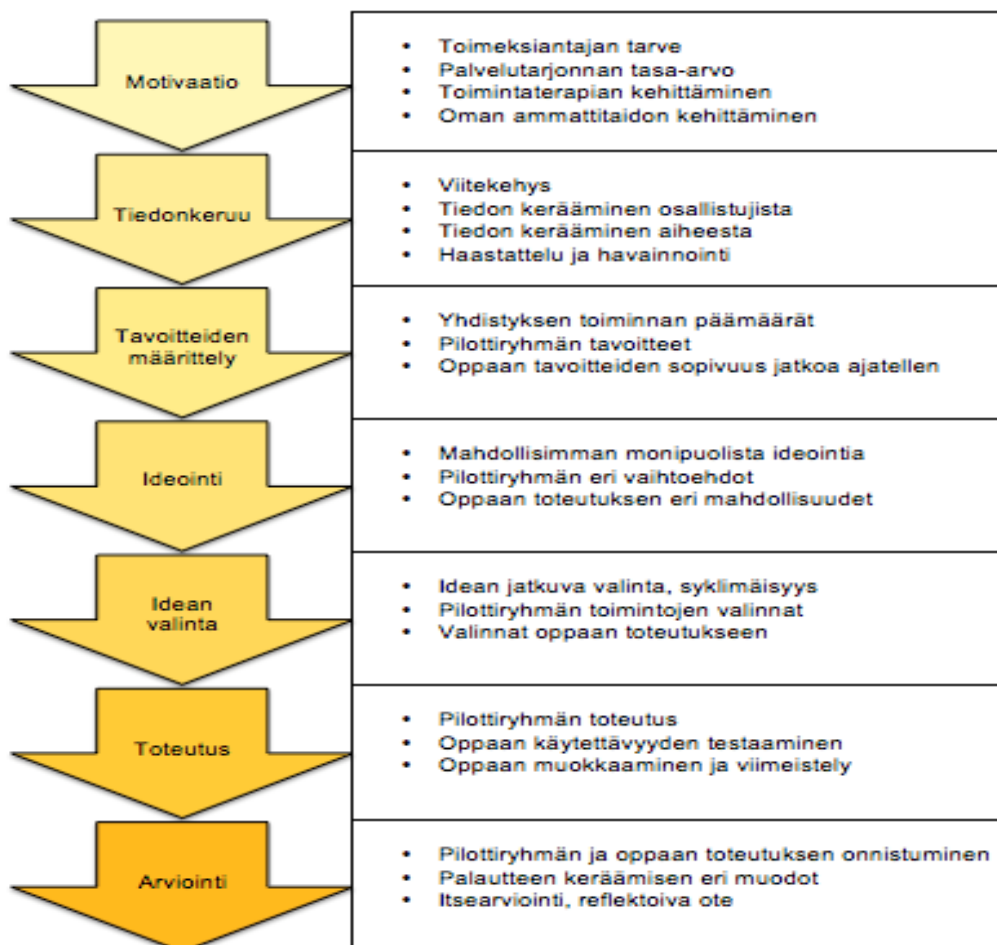 Motivaatio
• Toimeksiantajan tarve
• Palvelutarjonnan tasa-arvo
• Toimintaterapian kehittäminen
• Oman ammattitaidon kehittäminen
Tiedonkeruu
• Viitekehys
• Tiedon kerääminen osallistujista
• Tiedon kerääminen aiheesta
• Haastattelu ja havainnointi
Tavoitteiden
määrittely
• Yhdistyksen toiminnan päämäärät
• Pilottiryhmän tavoitteet
• Oppaan tavoitteiden sopivuus jatkoa ajatellen
Ideointi
• Mahdollisimman monipuolista ideointia
• Pilottiryhmän eri vaihtoehdot
• Oppaan toteutuksen eri mahdollisuudet
Idean
valinta
• Idean jatkuva valinta, syklimäisyys
• Pilottiryhmän toimintojen valinnat
• Valinnat oppaan toteutukseen
Toteutus
• Pilottiryhmän toteutus
• Oppaan käytettävyyden testaaminen
• Oppaan muokkaaminen ja viimeistely
Arviointi
• Pilottiryhmän ja oppaan toteutuksen onnistuminen
• Palautteen keräämisen eri muodot
• Itsearviointi, reflektoiva ote